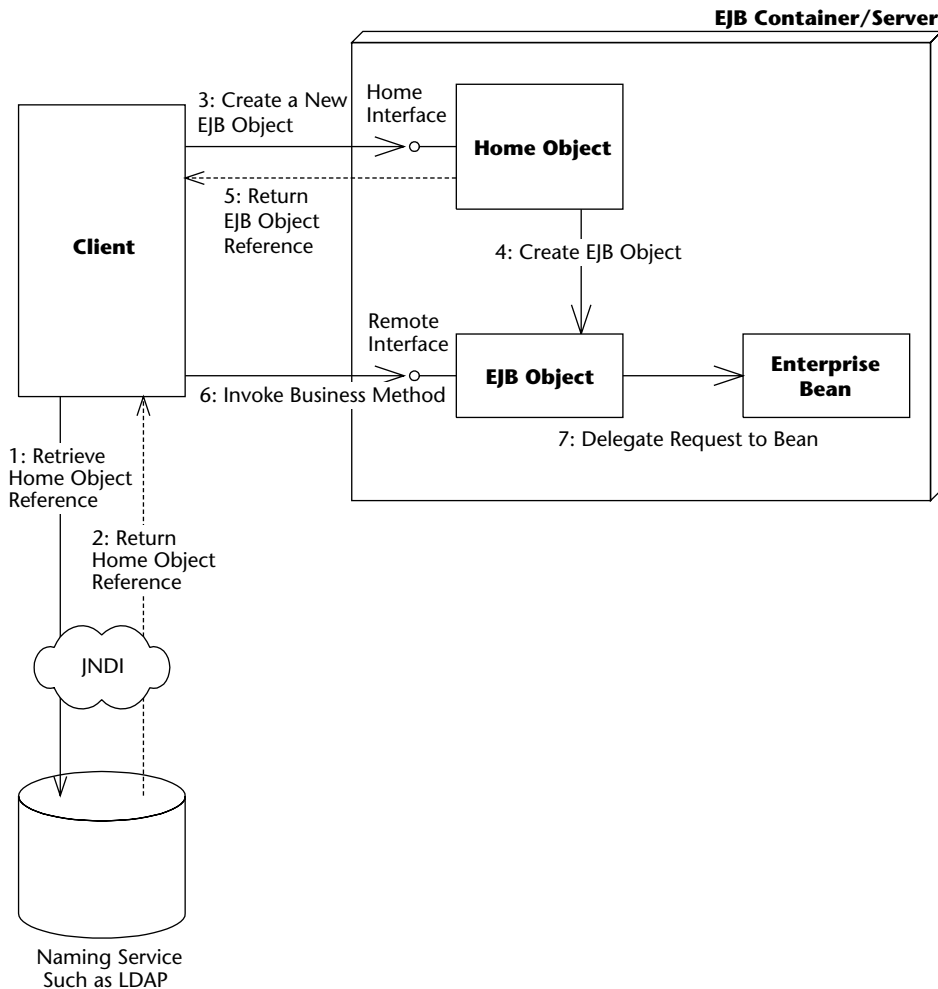 EJB Container/Server
3: Create a New
EJB Object
Home
Interface
Home Object
5: Return
EJB Object
Reference
Client
4: Create EJB Object
Remote
Interface
EJB Object
Enterprise
Bean
6: Invoke Business Method
7: Delegate Request to Bean
1: Retrieve
Home Object
Reference
2: Return
Home Object
Reference
JNDI
Naming Service
Such as LDAP